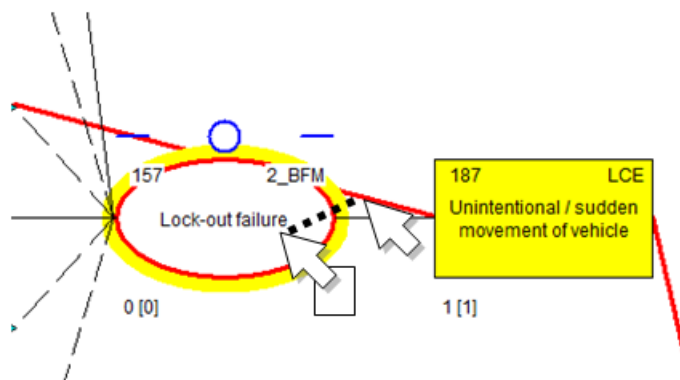 157 2_BFM
Lock-out failure
0 [0]
187 LCE
Unintentional / sudden
movement of vehicle
1 [1]